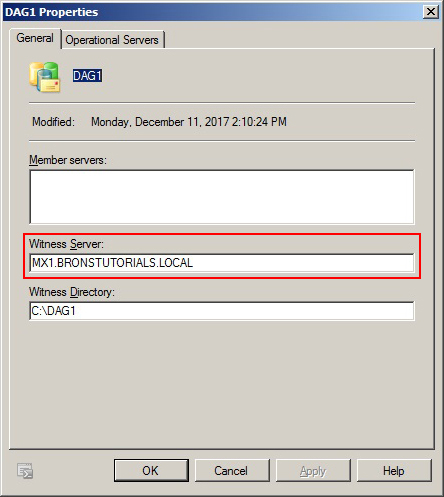 DAG1 Properties
General
Operational Servers
DAG1
Modified: Monday, December 11, 2017 2:10:24 PM
Member servers:
Witness Server:
MX1.BRONSTUTORIALS.LOCAL
Witness Directory:
C:\DAG1
OK Cancel Apply Help